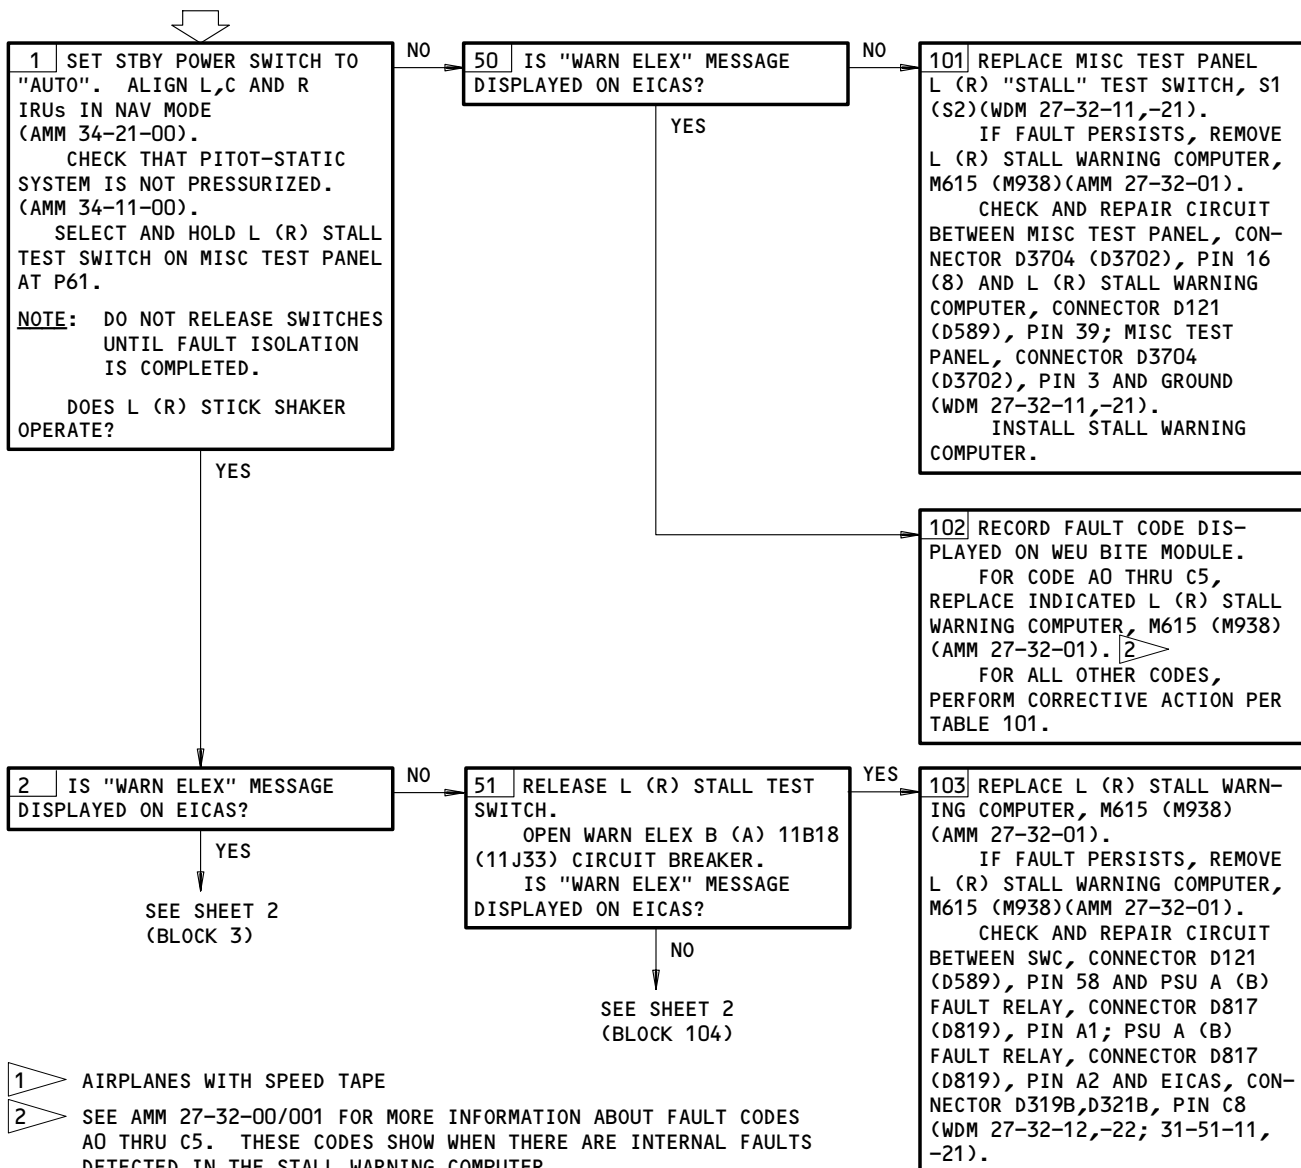 1 SET STBY POWER SWITCH TO
"AUTO". ALIGN L,C AND R
IRUs IN NAV MODE
(AMM 34-21-00).
CHECK THAT PITOT-STATIC
SYSTEM IS NOT PRESSURIZED.
(AMM 34-11-00).
SELECT AND HOLD L (R) STALL
TEST SWITCH ON MISC TEST PANEL
AT P61.
NOTE: DO NOT RELEASE SWITCHES
UNTIL FAULT ISOLATION
IS COMPLETED.
DOES L (R) STICK SHAKER
OPERATE?
NO
YES
50 IS "WARN ELEX" MESSAGE
DISPLAYED ON EICAS?
NO
YES
101 REPLACE MISC TEST PANEL
L (R) "STALL" TEST SWITCH, S1
(S2)(WDM 27-32-11,-21).
IF FAULT PERSISTS, REMOVE
L (R) STALL WARNING COMPUTER,
M615 (M938)(AMM 27-32-01).
CHECK AND REPAIR CIRCUIT
BETWEEN MISC TEST PANEL, CON-
NECTOR D3704 (D3702), PIN 16
(8) AND L (R) STALL WARNING
COMPUTER, CONNECTOR D121
(D589), PIN 39; MISC TEST
PANEL, CONNECTOR D3704
(D3702), PIN 3 AND GROUND
(WDM 27-32-11,-21).
INSTALL STALL WARNING
COMPUTER.
102 RECORD FAULT CODE DIS-
PLAYED ON WEU BITE MODULE.
FOR CODE A0 THRU C5,
REPLACE INDICATED L (R) STALL
WARNING COMPUTER, M615 (M938)
(AMM 27-32-01). 2
FOR ALL OTHER CODES,
PERFORM CORRECTIVE ACTION PER
TABLE 101.
2 IS "WARN ELEX" MESSAGE
DISPLAYED ON EICAS?
NO
YES
SEE SHEET 2
(BLOCK 3)
51 RELEASE L (R) STALL TEST
SWITCH.
OPEN WARN ELEX B (A) 11B18
(11J33) CIRCUIT BREAKER.
IS "WARN ELEX" MESSAGE
DISPLAYED ON EICAS?
YES
NO
SEE SHEET 2
(BLOCK 104)
103 REPLACE L (R) STALL WARN-
ING COMPUTER, M615 (M938)
(AMM 27-32-01).
IF FAULT PERSISTS, REMOVE
L (R) STALL WARNING COMPUTER,
M615 (M938)(AMM 27-32-01).
CHECK AND REPAIR CIRCUIT
BETWEEN SWC, CONNECTOR D121
(D589), PIN 58 AND PSU A (B)
FAULT RELAY, CONNECTOR D817
(D819), PIN A1; PSU A (B)
FAULT RELAY, CONNECTOR D817
(D819), PIN A2 AND EICAS, CON-
NECTOR D319B,D321B, PIN C8
(WDM 27-32-12,-22; 31-51-11,
-21).
1 AIRPLANES WITH SPEED TAPE
2 SEE AMM 27-32-00/001 FOR MORE INFORMATION ABOUT FAULT CODES
A0 THRU C5. THESE CODES SHOW WHEN THERE ARE INTERNAL FAULTS
DETECTED IN THE STALL WARNING COMPUTER